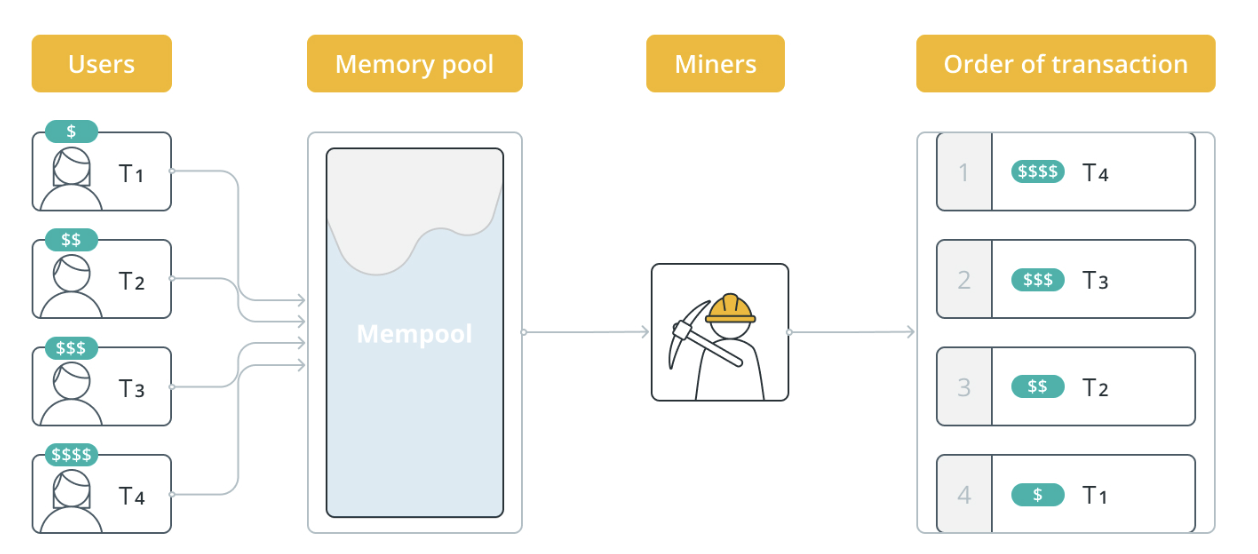 Users
Memory pool
Miners
Order of transaction
$
T1
$$
T2
$$$
T3
$$$$
T4
Mempool
1
$$$$
T4
2
$$$
T3
3
$$
T2
4
$
T1